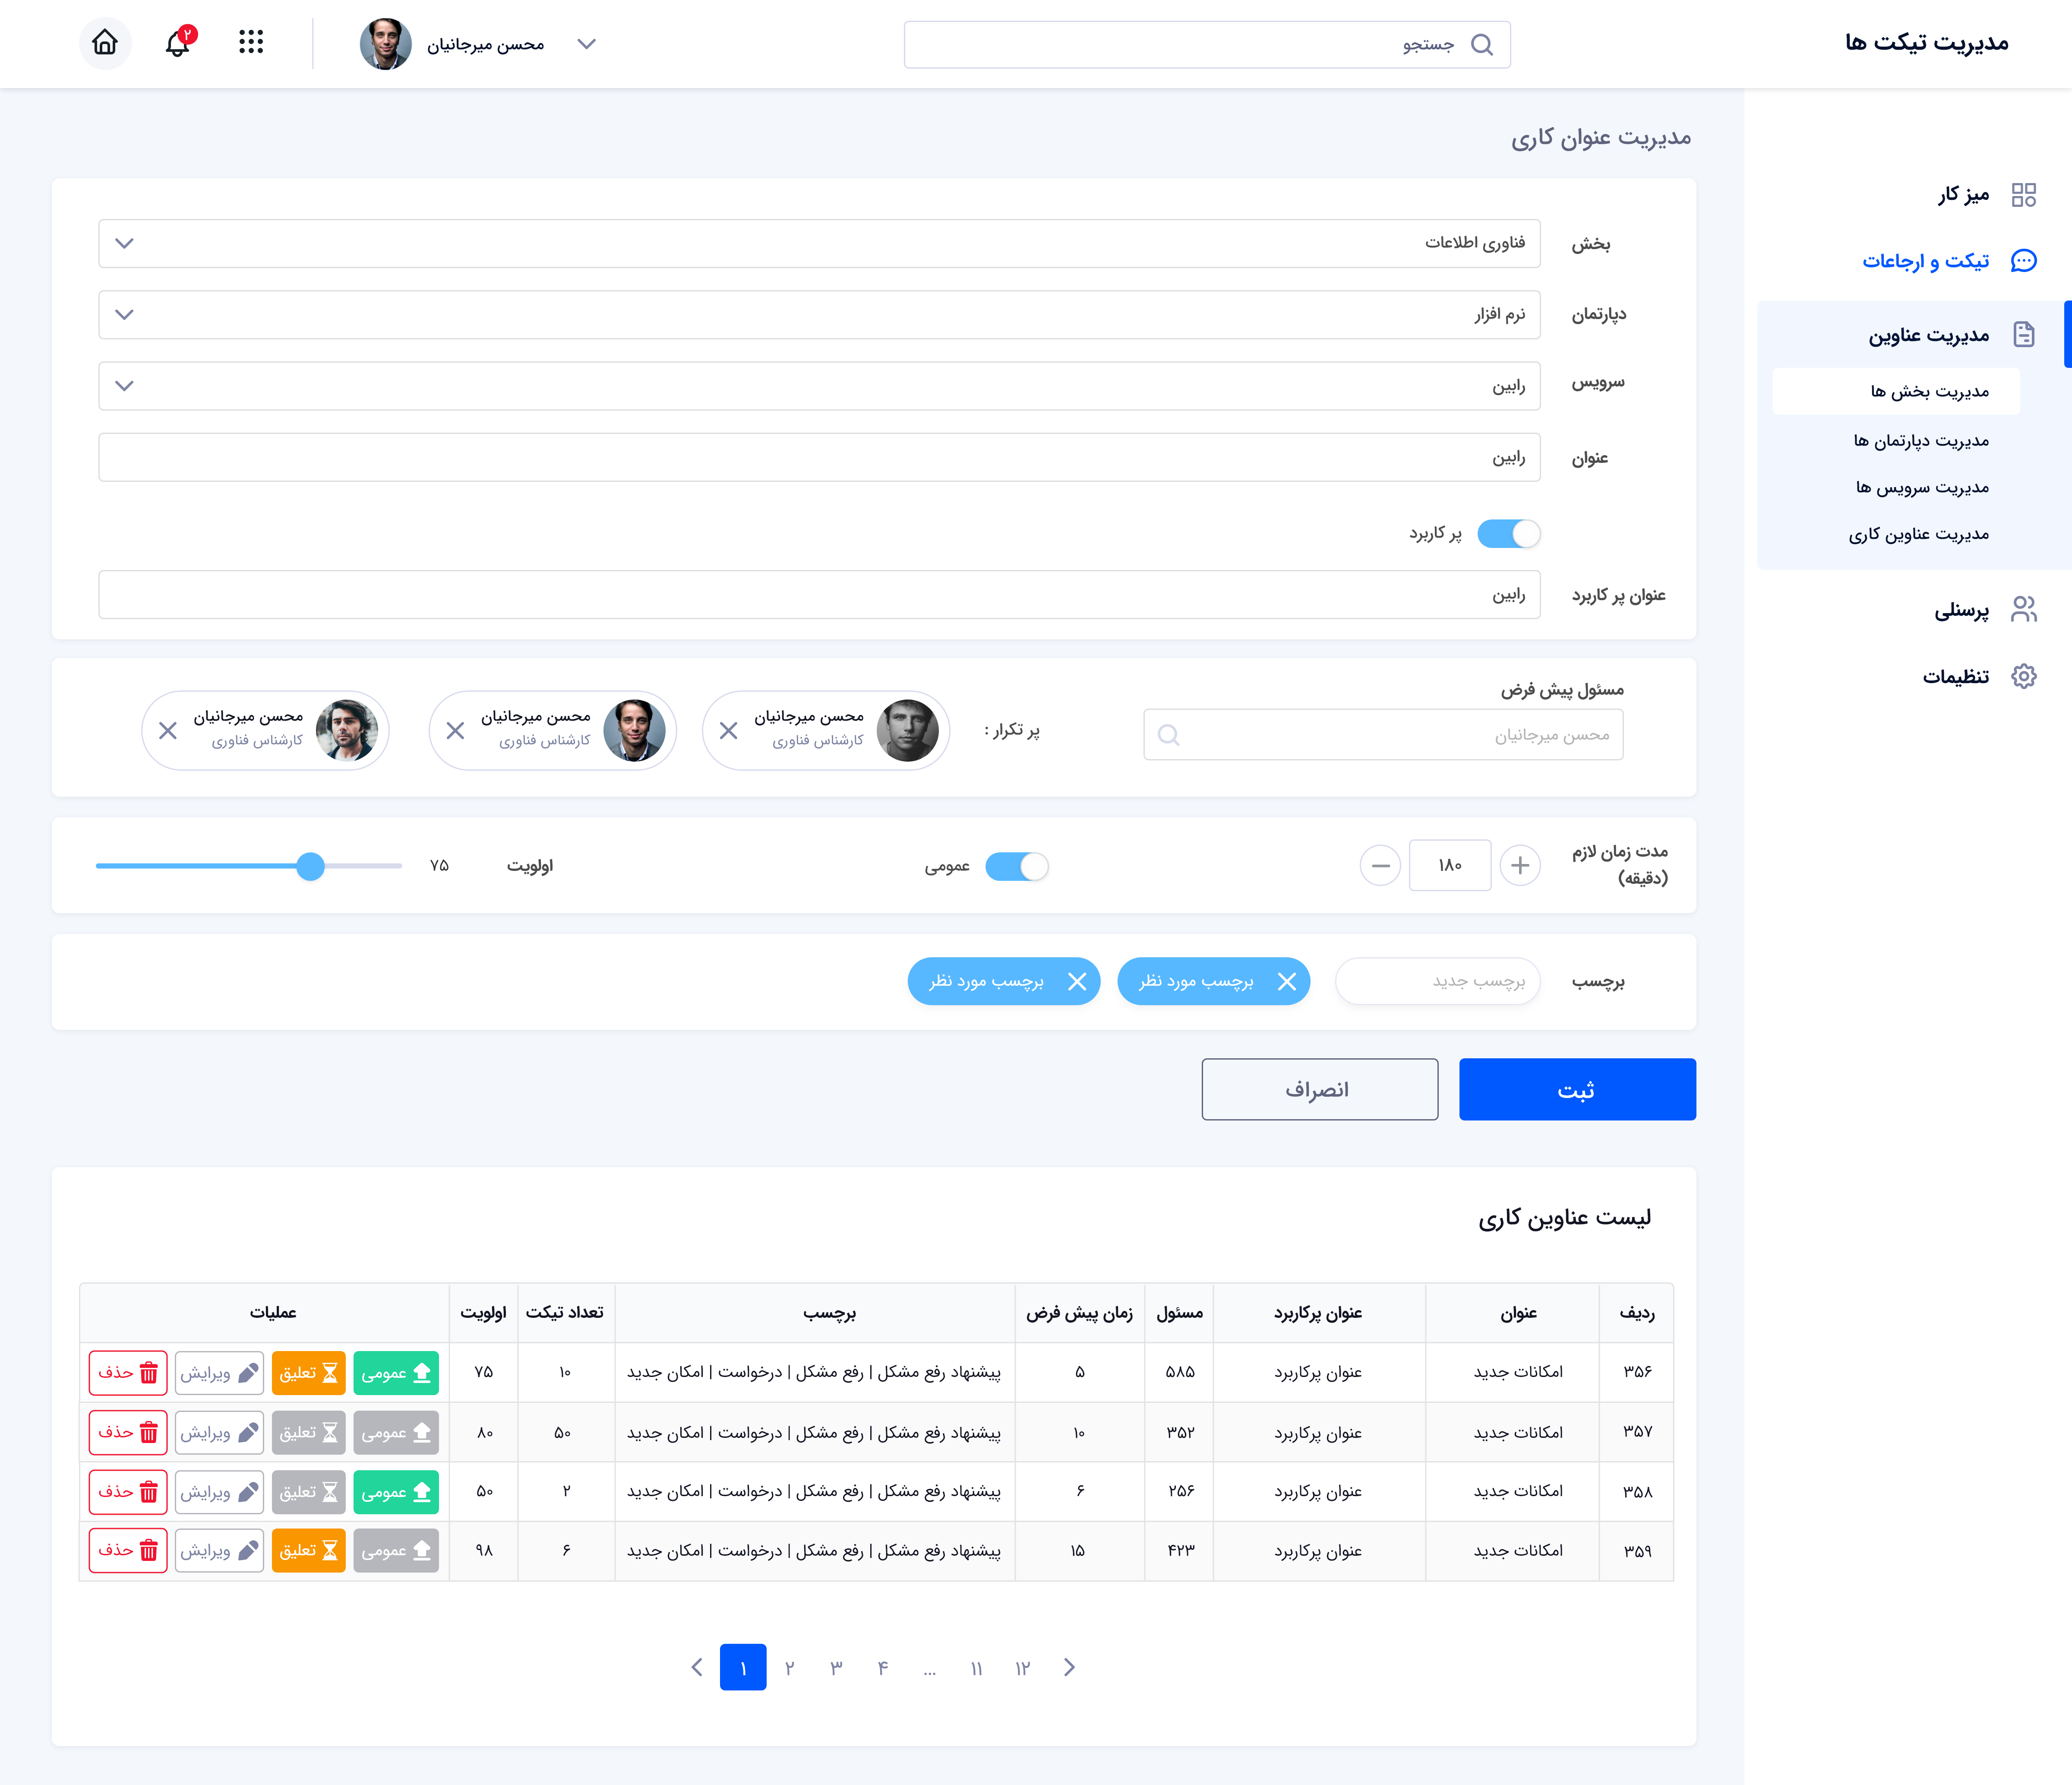 مدیریت تیکت ها
جستجو
محسن میرجانیان
۲
میز کار
تیکت و ارجاعات
مدیریت عناوین
مدیریت بخش ها
مدیریت دپارتمان ها
مدیریت سرویس ها
مدیریت عناوین کاری
پرسنلی
تنظیمات
مدیریت عنوان کاری
بخش فناوری اطلاعات
دپارتمان نرم افزار
سرویس رابین
عنوان رابین
پر کاربرد
عنوان پر کاربرد رابین
مسئول پیش فرض
محسن میرجانیان
پر تکرار :
محسن میرجانیان
کارشناس فناوری
محسن میرجانیان
کارشناس فناوری
محسن میرجانیان
کارشناس فناوری
مدت زمان لازم
(دقیقه)
۱۸۰
عمومی
اولویت ۷۵
برچسب برچسب جدید برچسب مورد نظر برچسب مورد نظر
ثبت انصراف
لیست عناوین کاری
ردیف عنوان عنوان پرکاربرد مسئول زمان پیش فرض برچسب تعداد تیکت اولویت عملیات
۳۵۶ امکانات جدید عنوان پرکاربرد ۵۸۵ ۵ پیشنهاد رفع مشکل | رفع مشکل | درخواست | امکان جدید ۱۰ ۷۵ عمومی تعلیق ویرایش حذف
۳۵۷ امکانات جدید عنوان پرکاربرد ۳۵۲ ۱۰ پیشنهاد رفع مشکل | رفع مشکل | درخواست | امکان جدید ۵۰ ۸۰ عمومی تعلیق ویرایش حذف
۳۵۸ امکانات جدید عنوان پرکاربرد ۲۵۶ ۶ پیشنهاد رفع مشکل | رفع مشکل | درخواست | امکان جدید ۲ ۵۰ عمومی تعلیق ویرایش حذف
۳۵۹ امکانات جدید عنوان پرکاربرد ۴۲۳ ۱۵ پیشنهاد رفع مشکل | رفع مشکل | درخواست | امکان جدید ۶ ۹۸ عمومی تعلیق ویرایش حذف
۱۲ ۱۱ ... ۴ ۳ ۲ ۱